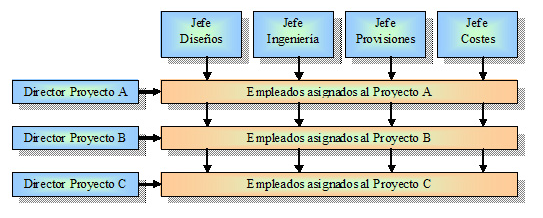 Jefe
Diseños
Jefe
Ingeniería
Jefe
Provisiones
Jefe
Costes
Director Proyecto A
Empleados asignados al Proyecto A
Director Proyecto B
Empleados asignados al Proyecto B
Director Proyecto C
Empleados asignados al Proyecto C